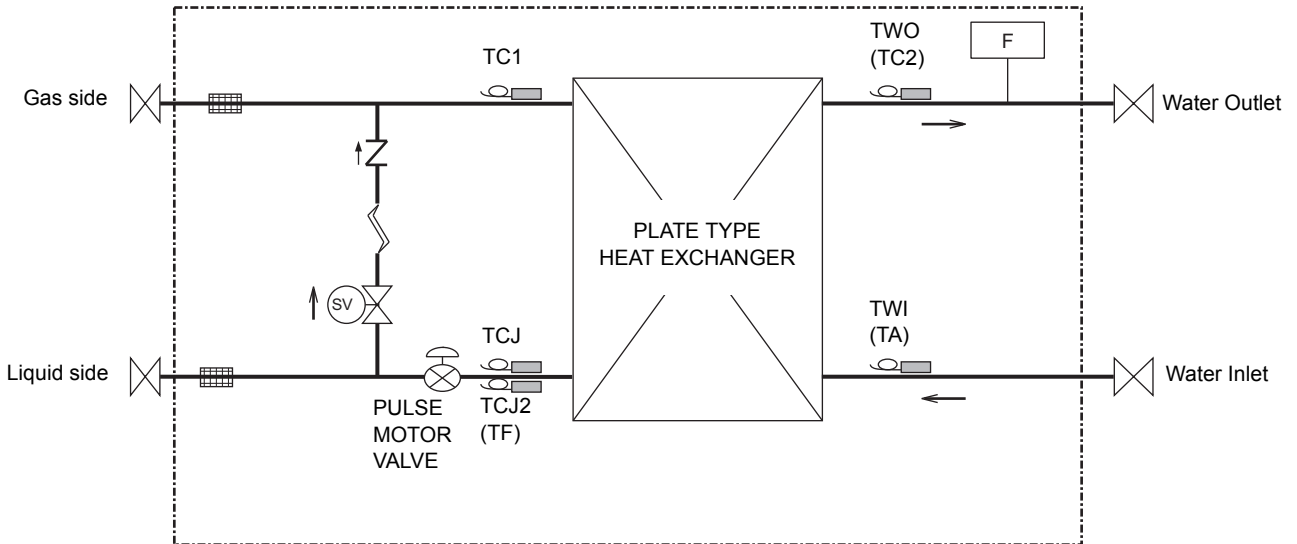 TC1
TWO
(TC2)
F
Gas side
Water Outlet
PLATE TYPE
HEAT EXCHANGER
SV
TCJ
TWI
(TA)
Liquid side
Water Inlet
TCJ2
(TF)
PULSE
MOTOR
VALVE